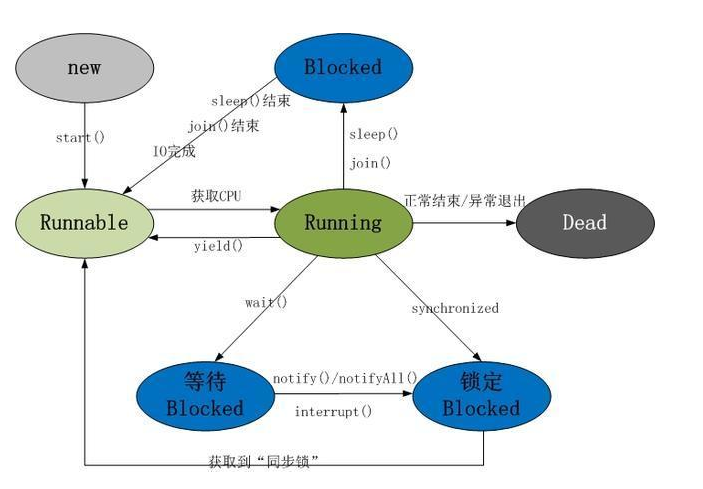 new
Blocked
sleep()结束
start()
sleep()
join()结束
IO完成
join()
获取CPU
正常结束/异常退出
Runnable
Running
Dead
yield()
wait()
synchronized
等待
Blocked
notify()/notifyAll()
interrupt()
锁定
Blocked
获取到“同步锁”